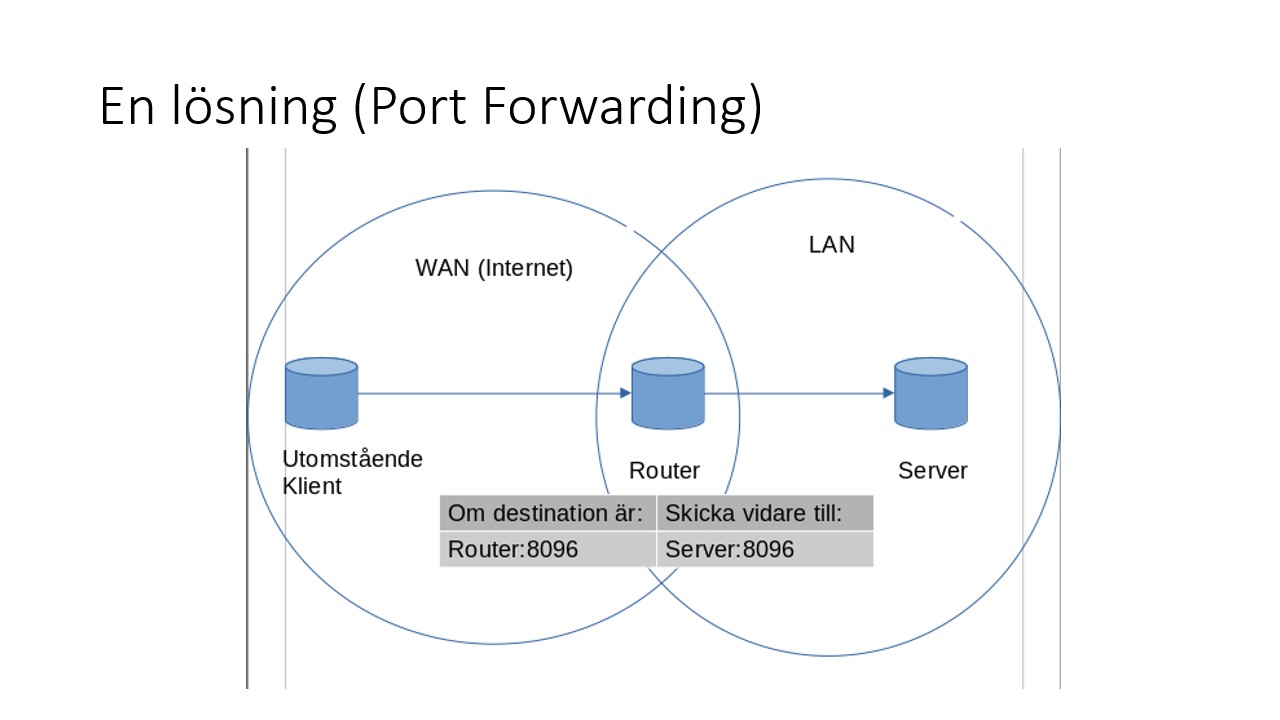 En lösning (Port Forwarding)
WAN (Internet)
LAN
Utomstående
Klient
Router
Server
Om destination är: Skicka vidare till:
Router:8096 Server:8096